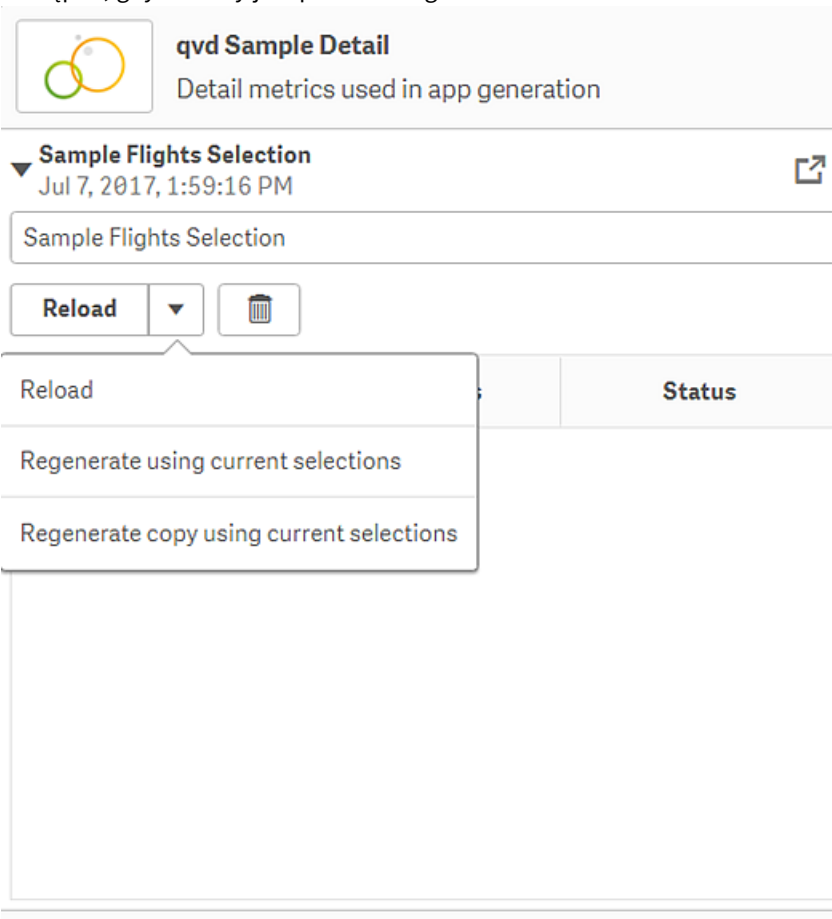 qvd Sample Detail
Detail metrics used in app generation
Sample Flights Selection
Jul 7, 2017, 1:59:16 PM
Sample Flights Selection
Reload
Reload
Status
Regenerate using current selections
Regenerate copy using current selections